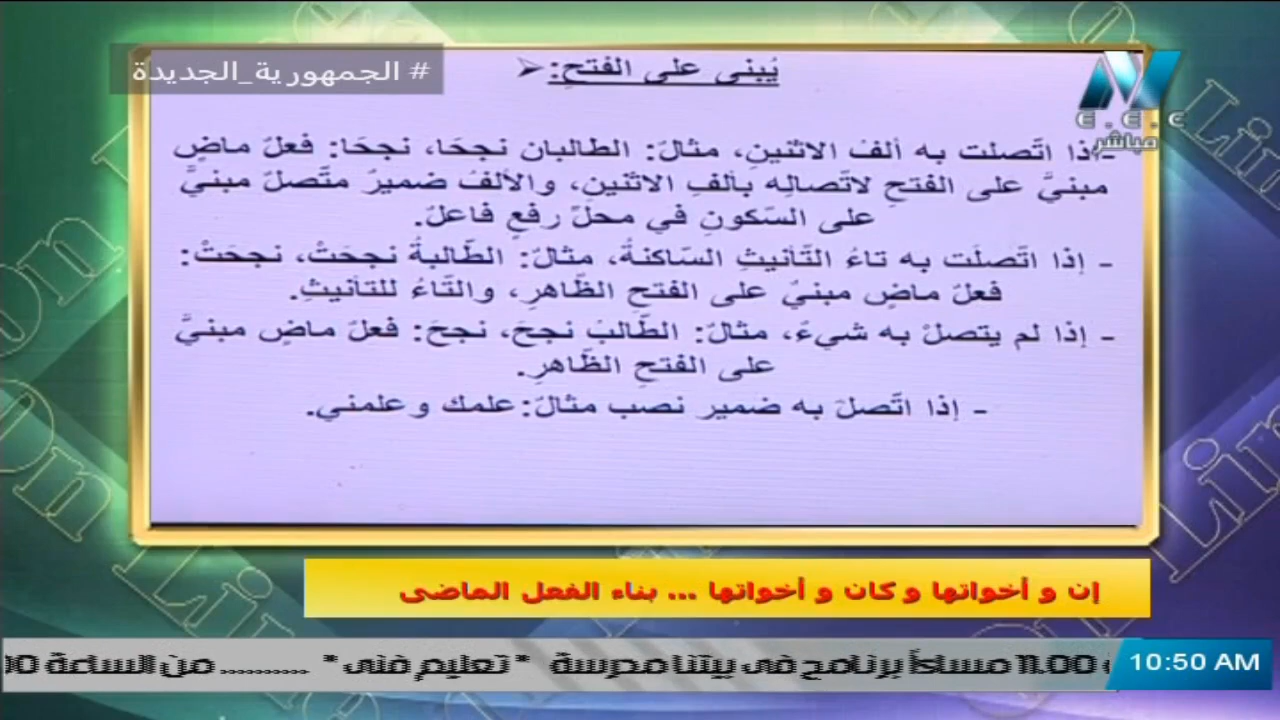 # الجمهورية_الجديدة
يُبنى على الفتحِ:
E.E.C
مباشر
- إذا اتّصلت به ألفُ الاثنينِ، مثالٌ: الطالبان نجحَا، نجحَا: فعلٌ ماضٍ
مبنيٌّ على الفتحِ لاتّصالِه بألفِ الاثنينِ، والألفُ ضميرٌ متّصلٌ مبنيٌّ
على السّكونِ في محلِّ رفعٍ فاعلٌ.
- إذا اتّصلَت به تاءُ التّأنيثِ السّاكنةُ، مثالٌ: الطّالبةُ نجحَتْ، نجحَتْ:
فعلٌ ماضٍ مبنيٌ على الفتحِ الظّاهرِ، والتّاءُ للتأنيثِ.
- إذا لم يتصلْ به شيءٌ، مثالٌ: الطّالبُ نجحَ، نجحَ: فعلٌ ماضٍ مبنيٌّ
على الفتحِ الظّاهرِ.
- إذا اتّصلَ به ضمير نصب مثالٌ: علمك وعلمني.
إن و أخواتها و كان و أخواتها ... بناء الفعل الماضى
11.00 مساءاً برنامج فى بيتنا مدرسة " تعليم فنى " .......... من الساعة
10:50 AM